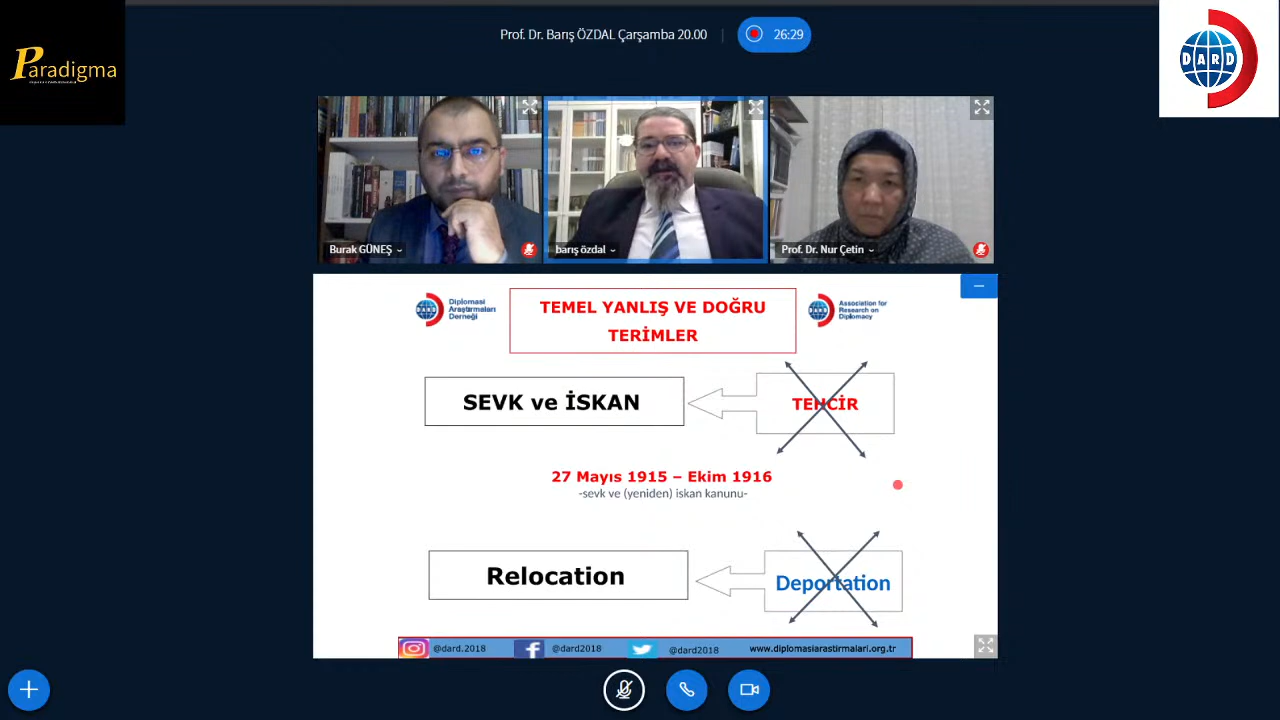 Prof. Dr. Barış ÖZDAL Çarşamba 20.00
26:29
Paradigma
DARD
Burak GÜNEŞ
barış özdal
Prof. Dr. Nur Çetin
DARD
Diplomasi
Araştırmaları
Derneği
TEMEL YANLIŞ VE DOĞRU
TERİMLER
DARD
Association for
Research on
Diplomacy
SEVK ve İSKAN
TEHCİR
27 Mayıs 1915 – Ekim 1916
-sevk ve (yeniden) iskan kanunu-
Relocation
Deportation
@dard.2018
@dard2018
@dard2018
www.diplomasiarastirmalari.org.tr